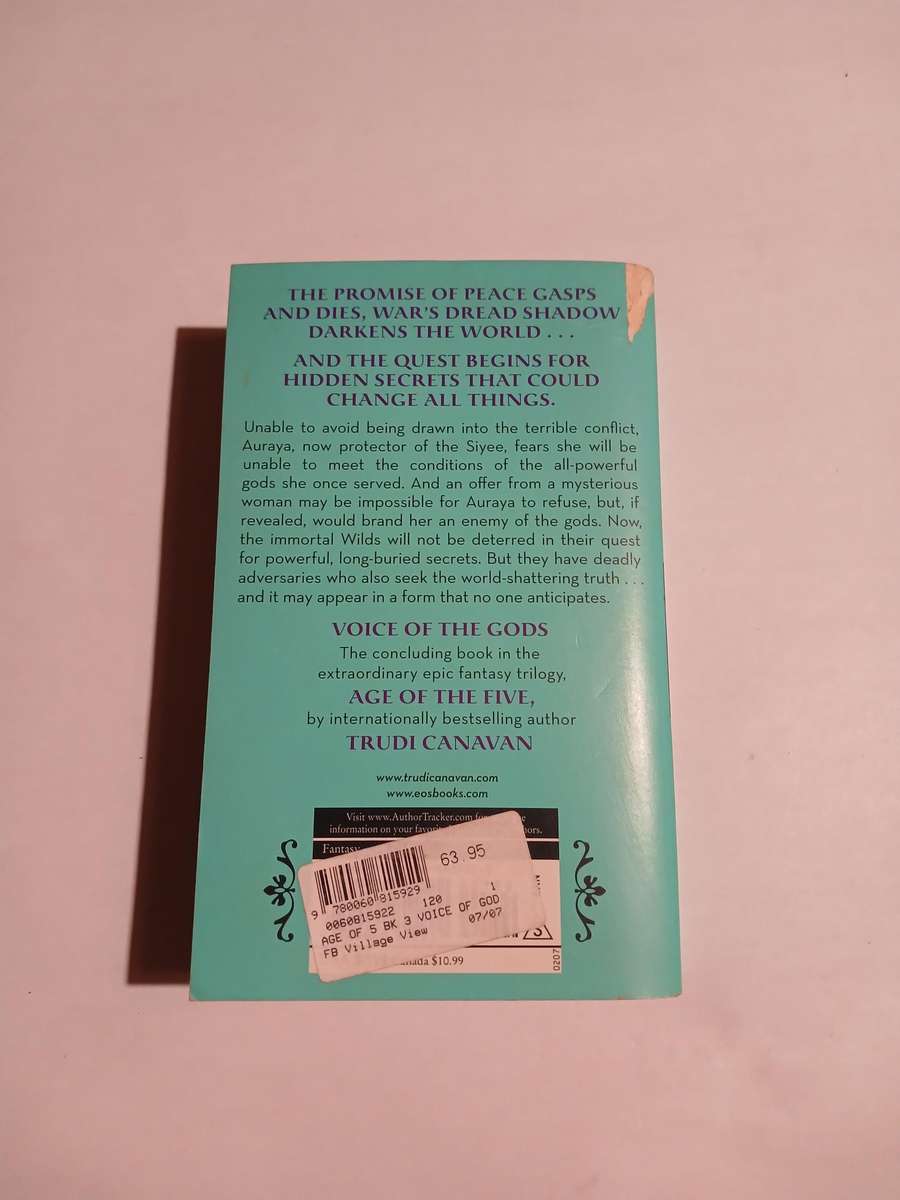 THE PROMISE OF PEACE GASPS
AND DIES, WAR'S DREAD SHADOW
DARKENS THE WORLD . . .
AND THE QUEST BEGINS FOR
HIDDEN SECRETS THAT COULD
CHANGE ALL THINGS.
Unable to avoid being drawn into the terrible conflict,
Auraya, now protector of the Siyee, fears she will be
unable to meet the conditions of the all-powerful
gods she once served. And an offer from a mysterious
woman may be impossible for Auraya to refuse, but, if
revealed, would brand her an enemy of the gods. Now,
the immortal Wilds will not be deterred in their quest
for powerful, long-buried secrets. But they have deadly
adversaries who also seek the world-shattering truth . . .
and it may appear in a form that no one anticipates.
VOICE OF THE GODS
The concluding book in the
extraordinary epic fantasy trilogy,
AGE OF THE FIVE,
by internationally bestselling author
TRUDI CANAVAN
www.trudicanavan.com
www.eosbooks.com
Visit www.AuthorTracker.com
information on your
Fantasy
63.95
9 780060 815929
0060815922 120 1
AGE OF 5 BK 3 VOICE OF GOD
FB Village View 07/07
$10.99
0207